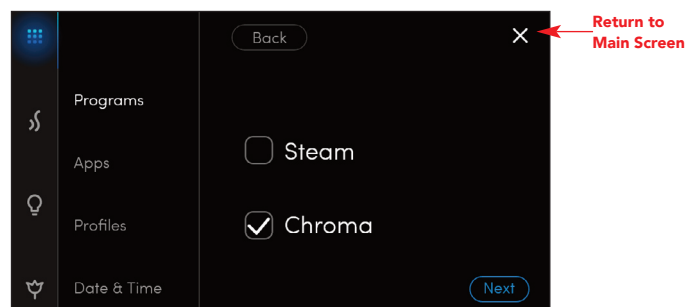 Back
Return to
Main Screen
Programs
Steam
Apps
Chroma
Profiles
Date & Time
Next